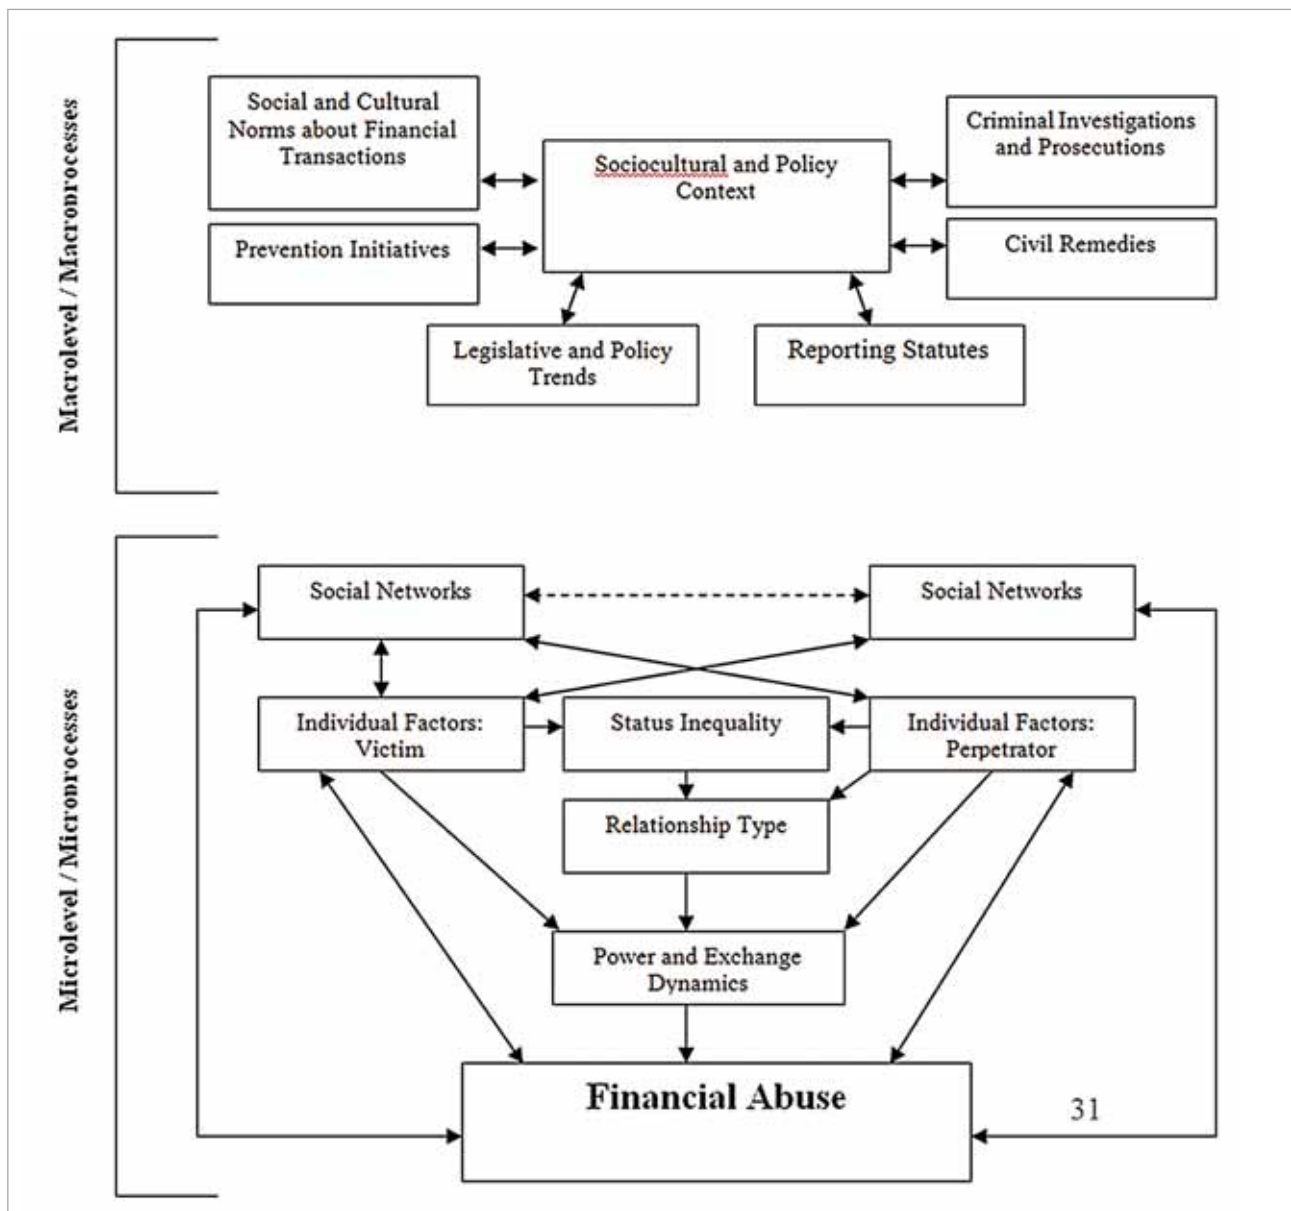 Macrolevel / Macroprocesses
Social and Cultural
Norms about Financial
Transactions
Sociocultural and Policy
Context
Criminal Investigations
and Prosecutions
Prevention Initiatives
Civil Remedies
Legislative and Policy
Trends
Reporting Statutes
Microlevel / Microprocesses
Social Networks
Social Networks
Individual Factors:
Victim
Status Inequality
Individual Factors:
Perpetrator
Relationship Type
Power and Exchange
Dynamics
Financial Abuse
31